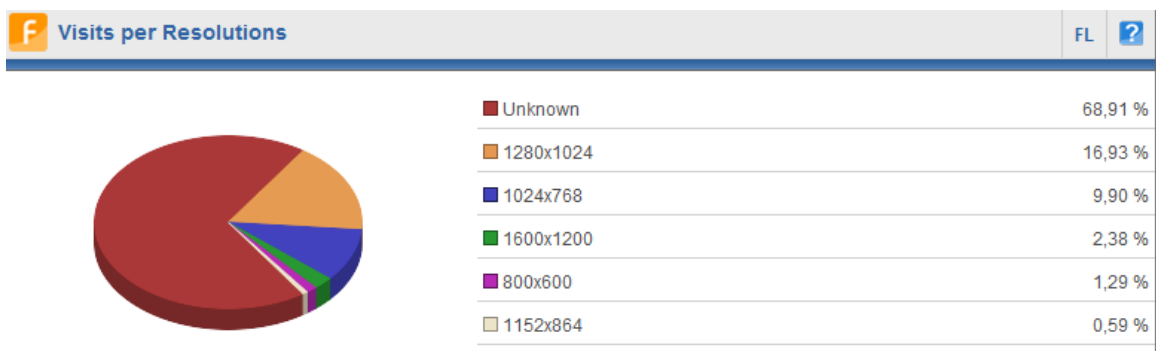 f Visits per Resolutions FL ?
Unknown 68,91 %
1280x1024 16,93 %
1024x768 9,90 %
1600x1200 2,38 %
800x600 1,29 %
1152x864 0,59 %